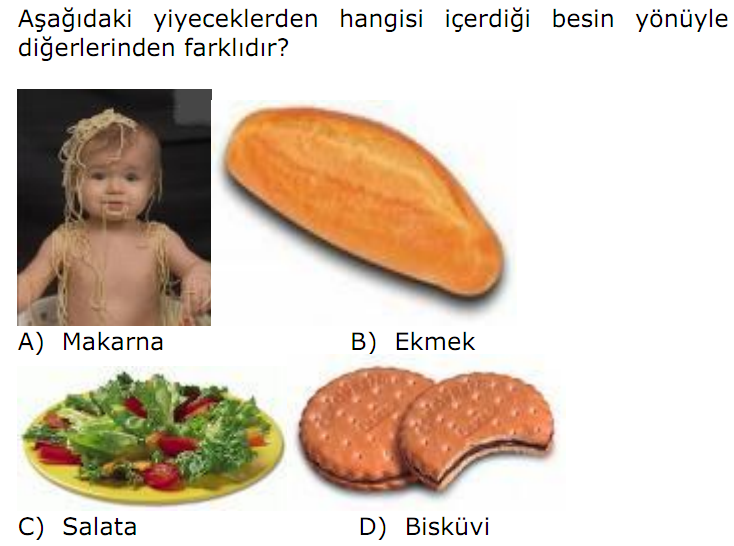 Aşağıdaki yiyeceklerden hangisi içerdiği besin yönüyle
diğerlerinden farklıdır?
A) Makarna
B) Ekmek
C) Salata
D) Bisküvi